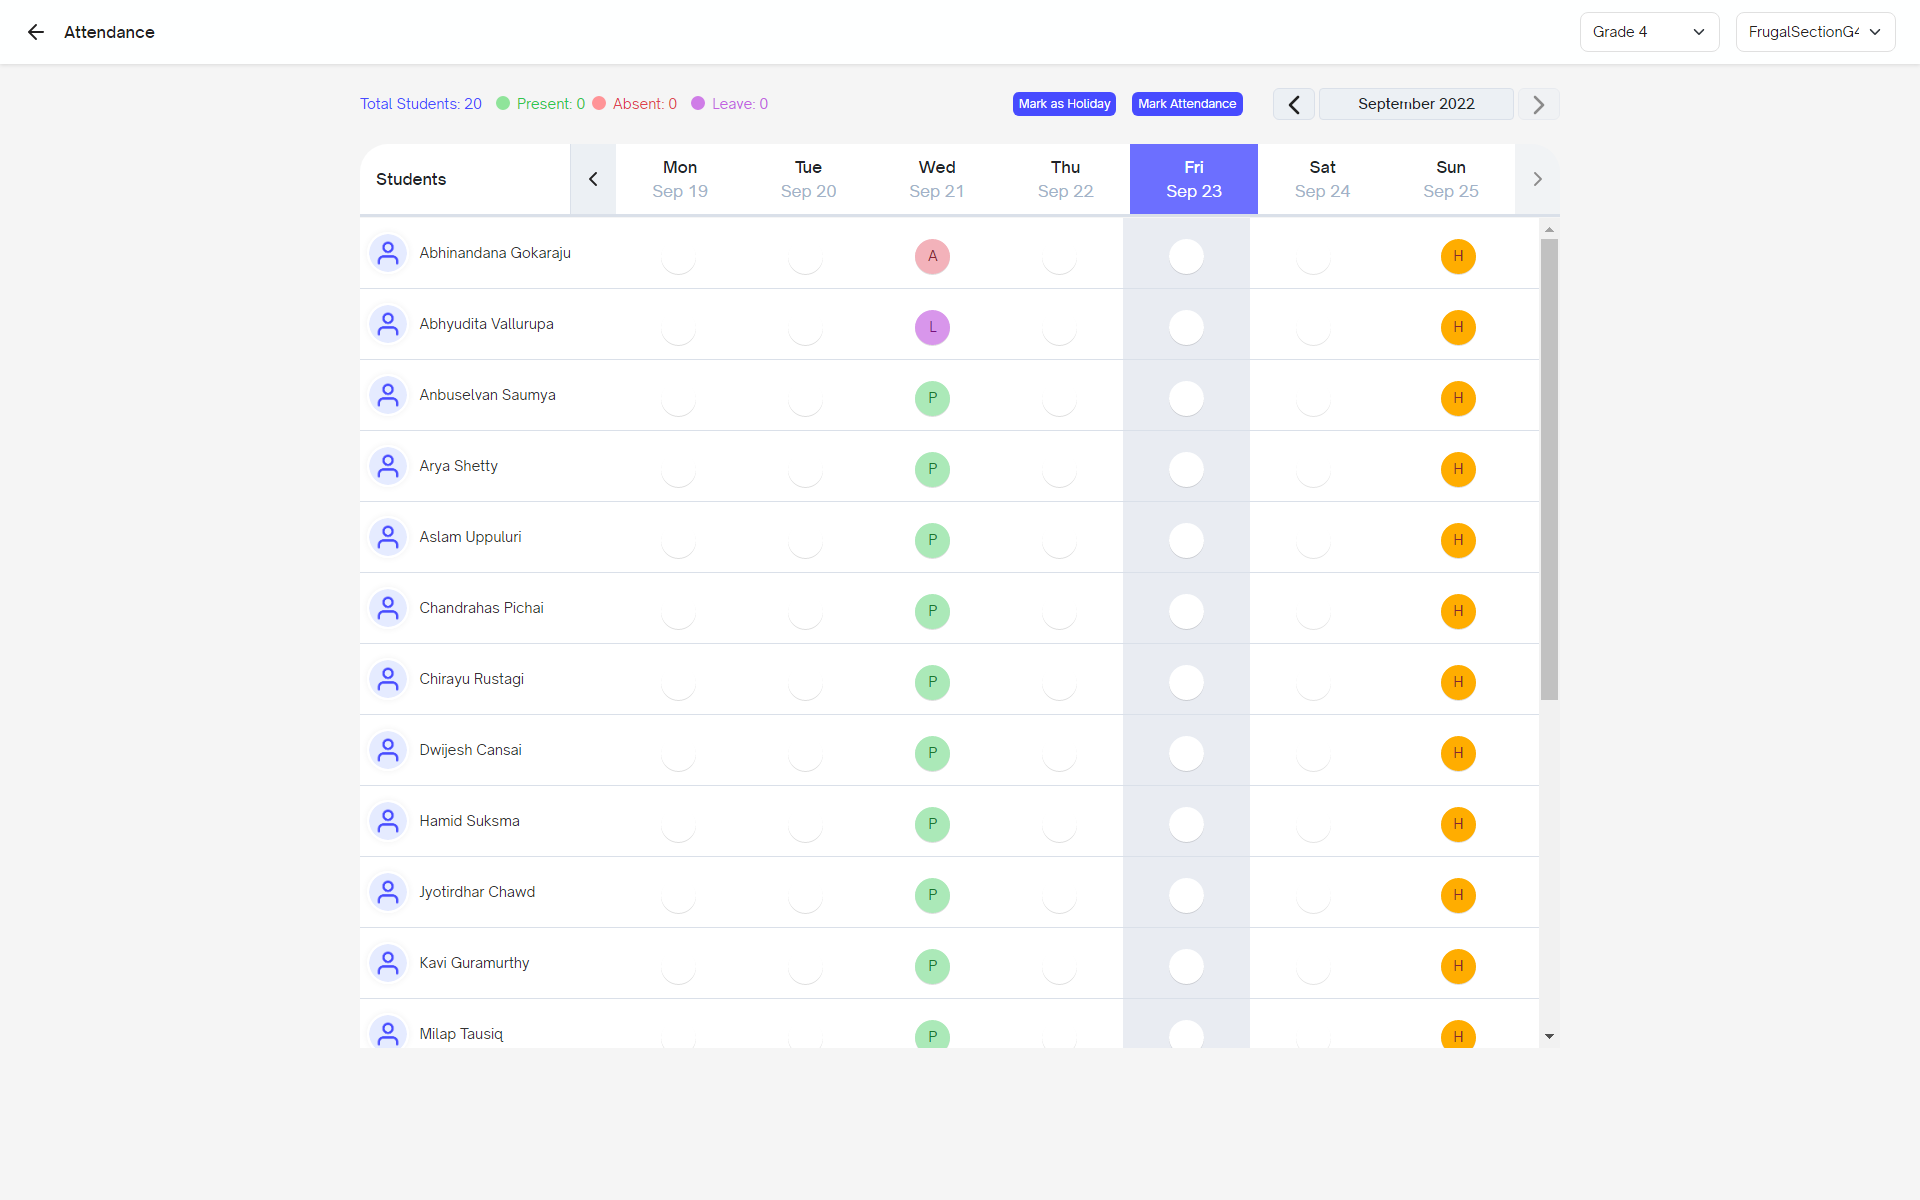 Attendance
Grade 4
FrugalSectionG4
Total Students: 20 Present: 0 Absent: 0 Leave: 0
Mark as Holiday
Mark Attendance
September 2022
Students
Mon Tue Wed Thu Fri Sat Sun
Sep 19 Sep 20 Sep 21 Sep 22 Sep 23 Sep 24 Sep 25
Abhinandana Gokaraju A H
Abhyudita Vallurupa L H
Anbuselvan Saumya P H
Arya Shetty P H
Aslam Uppuluri P H
Chandrahas Pichai P H
Chirayu Rustagi P H
Dwijesh Cansai P H
Hamid Suksma P H
Jyotirdhar Chawd P H
Kavi Guramurthy P H
Milap Tausiq P H